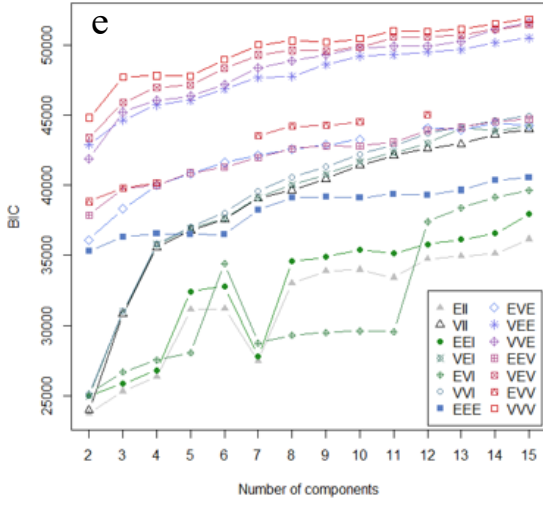 e
BIC
50000
45000
40000
35000
30000
25000
2 3 4 5 6 7 8 9 10 11 12 13 14 15
Number of components
EII EVE
VII VEE
EEI VVE
VEI EEV
EVI VEV
VVI EVV
EEE VVV